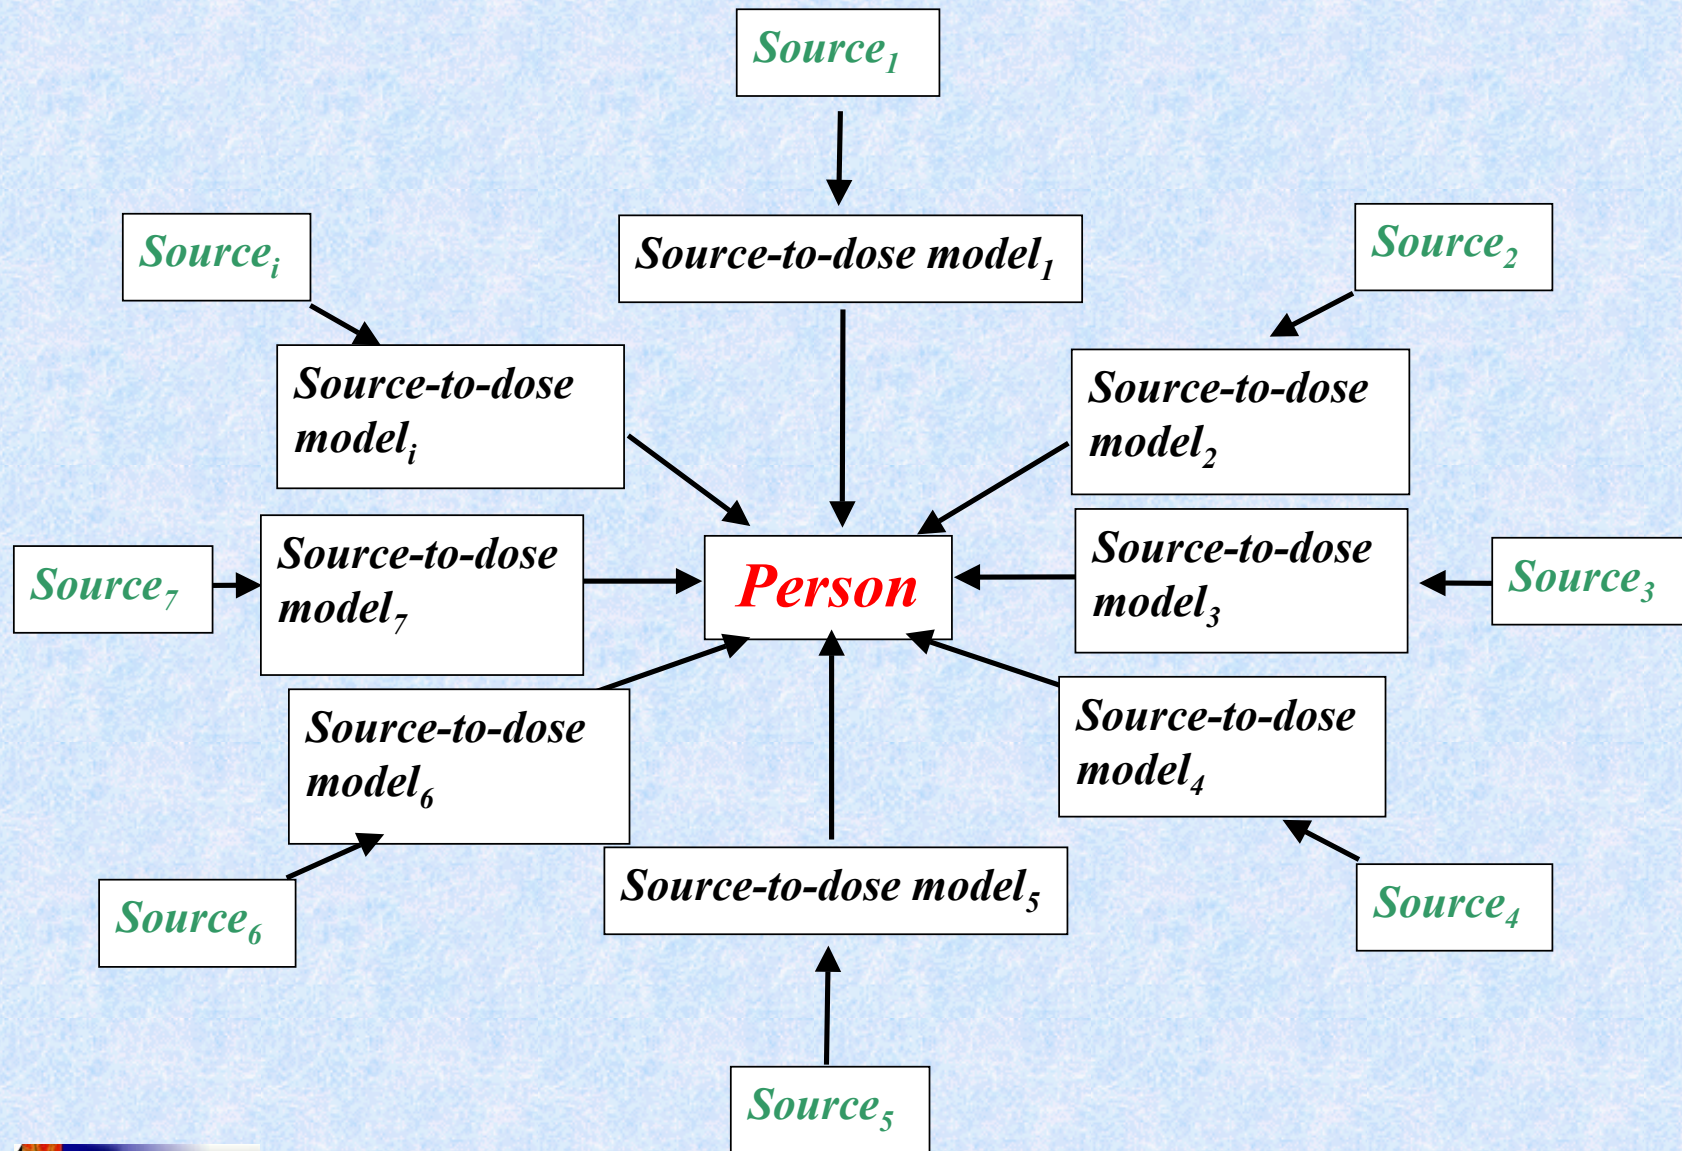 Source₁
Source-to-dose model₁
Sourceᵢ
Source₂
Source-to-dose
modelᵢ
Source-to-dose
model₂
Source₇
Source-to-dose
model₇
Person
Source-to-dose
model₃
Source₃
Source-to-dose
model₆
Source-to-dose
model₄
Source₆
Source-to-dose model₅
Source₄
Source₅